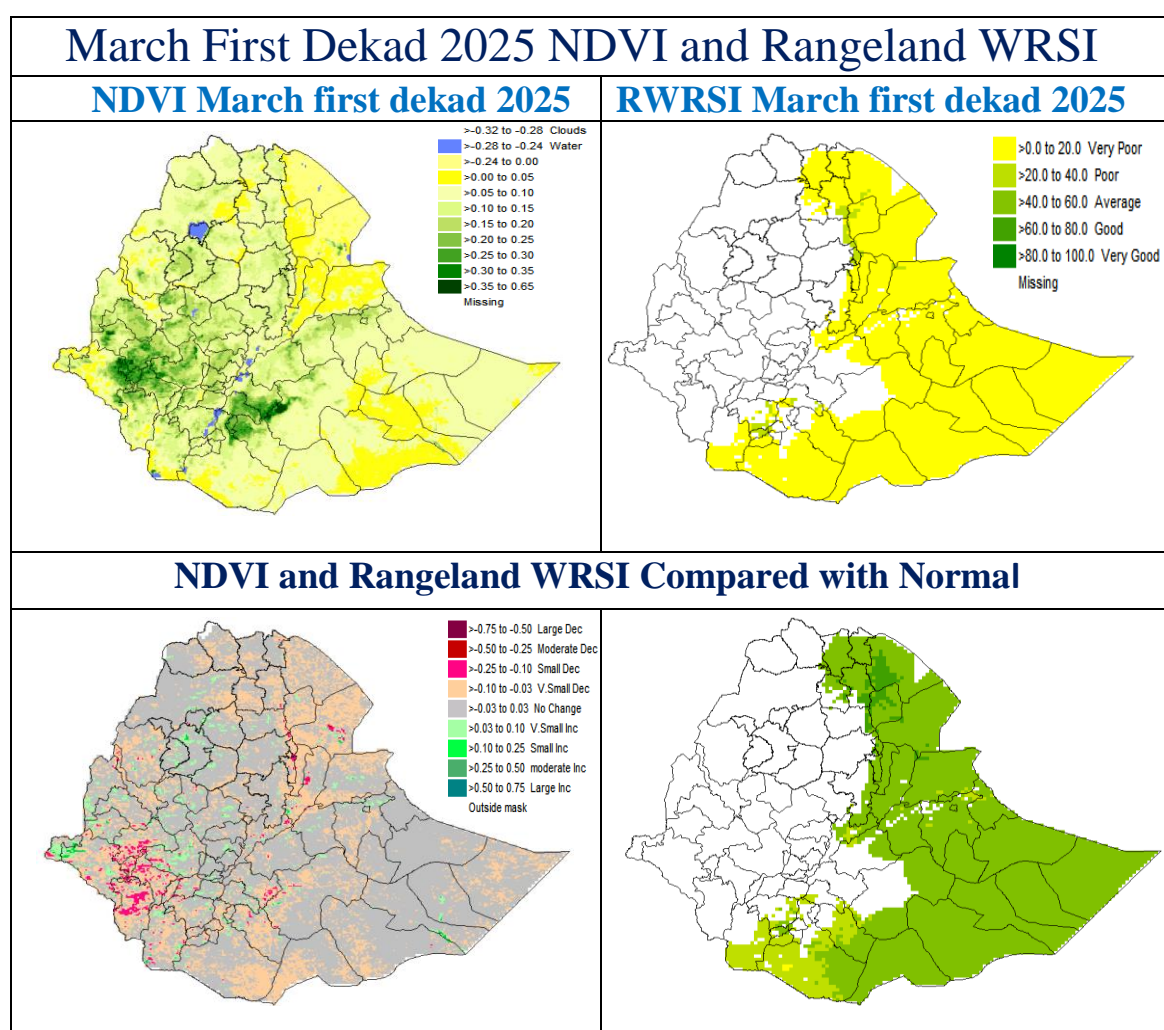 March First Dekad 2025 NDVI and Rangeland WRSI
NDVI March first dekad 2025
RWRSI March first dekad 2025
>-0.32 to -0.28 Clouds
>-0.28 to -0.24 Water
>-0.24 to 0.00
>0.00 to 0.05
>0.05 to 0.10
>0.10 to 0.15
>0.15 to 0.20
>0.20 to 0.25
>0.25 to 0.30
>0.30 to 0.35
>0.35 to 0.65
Missing
>0.0 to 20.0 Very Poor
>20.0 to 40.0 Poor
>40.0 to 60.0 Average
>60.0 to 80.0 Good
>80.0 to 100.0 Very Good
Missing
NDVI and Rangeland WRSI Compared with Normal
>-0.75 to -0.50 Large Dec
>-0.50 to -0.25 Moderate Dec
>-0.25 to -0.10 Small Dec
>-0.10 to -0.03 V.Small Dec
>-0.03 to 0.03 No Change
>0.03 to 0.10 V.Small Inc
>0.10 to 0.25 Small Inc
>0.25 to 0.50 moderate Inc
>0.50 to 0.75 Large Inc
Outside mask